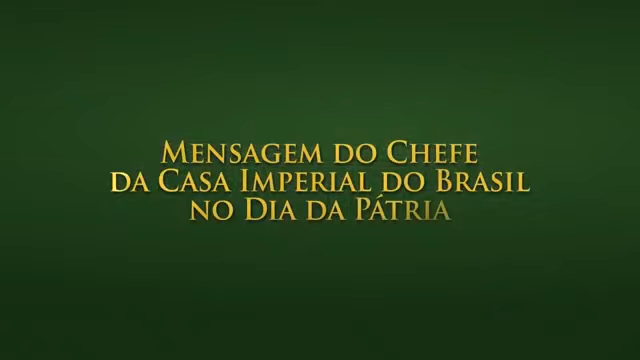 Mensagem do Chefe
da Casa Imperial do Brasil
no Dia da Pátria